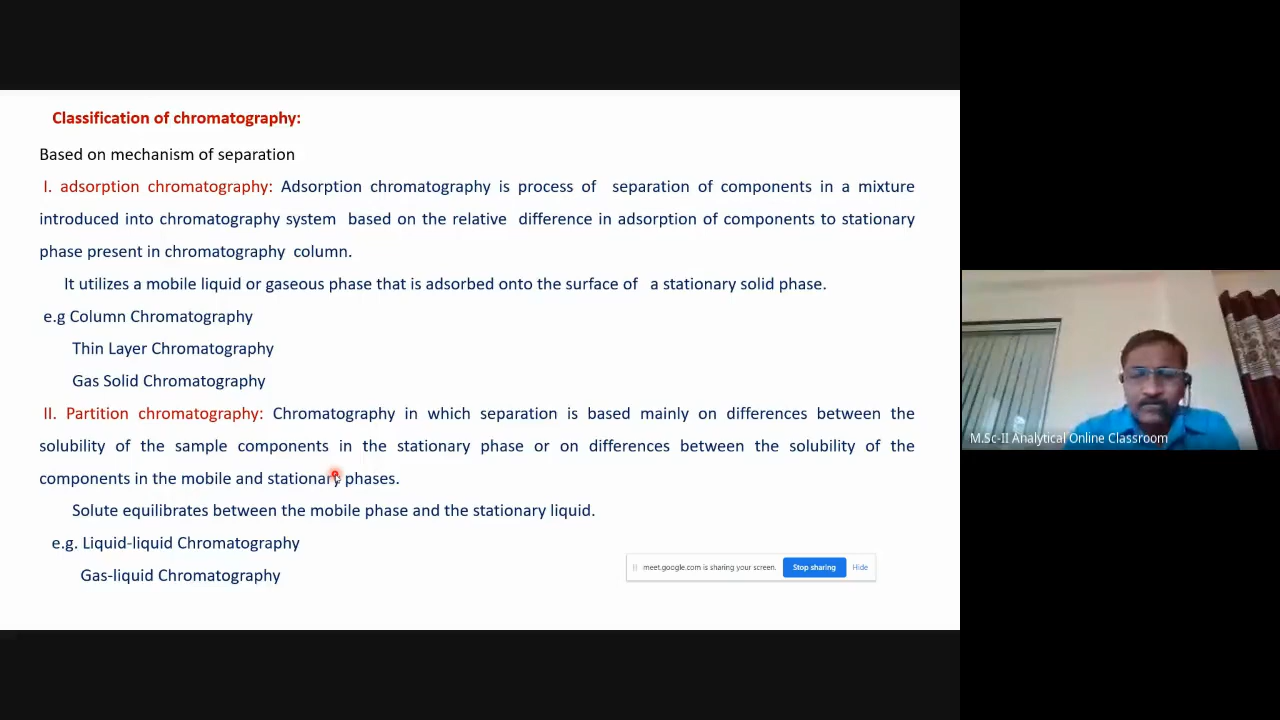 Classification of chromatography:
Based on mechanism of separation
I. adsorption chromatography: Adsorption chromatography is process of separation of components in a mixture
introduced into chromatography system based on the relative difference in adsorption of components to stationary
phase present in chromatography column.
It utilizes a mobile liquid or gaseous phase that is adsorbed onto the surface of a stationary solid phase.
e.g Column Chromatography
Thin Layer Chromatography
Gas Solid Chromatography
II. Partition chromatography: Chromatography in which separation is based mainly on differences between the
solubility of the sample components in the stationary phase or on differences between the solubility of the
components in the mobile and stationary phases.
Solute equilibrates between the mobile phase and the stationary liquid.
e.g. Liquid-liquid Chromatography
Gas-liquid Chromatography
meet.google.com is sharing your screen. Stop sharing Hide
M.Sc-II Analytical Online Classroom